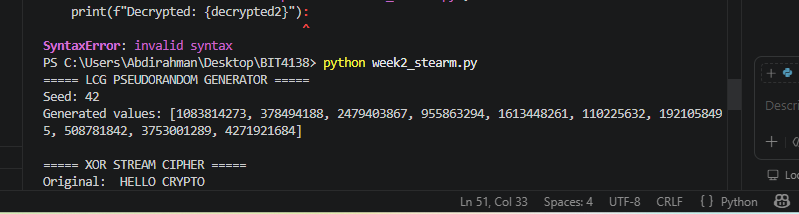 print(f"Decrypted: {decrypted2}"):
^
SyntaxError: invalid syntax
PS C:\Users\Abdirahman\Desktop\BIT4138> python week2_stearm.py
===== LCG PSEUDORANDOM GENERATOR =====
Seed: 42
Generated values: [1083814273, 378494188, 2479403867, 955863294, 1613448261, 110225632, 192105849
5, 508781842, 3753001289, 4271921684]
===== XOR STREAM CIPHER =====
Original:  HELLO CRYPTO
Ln 51, Col 33
Spaces: 4
UTF-8
CRLF
{ } Python